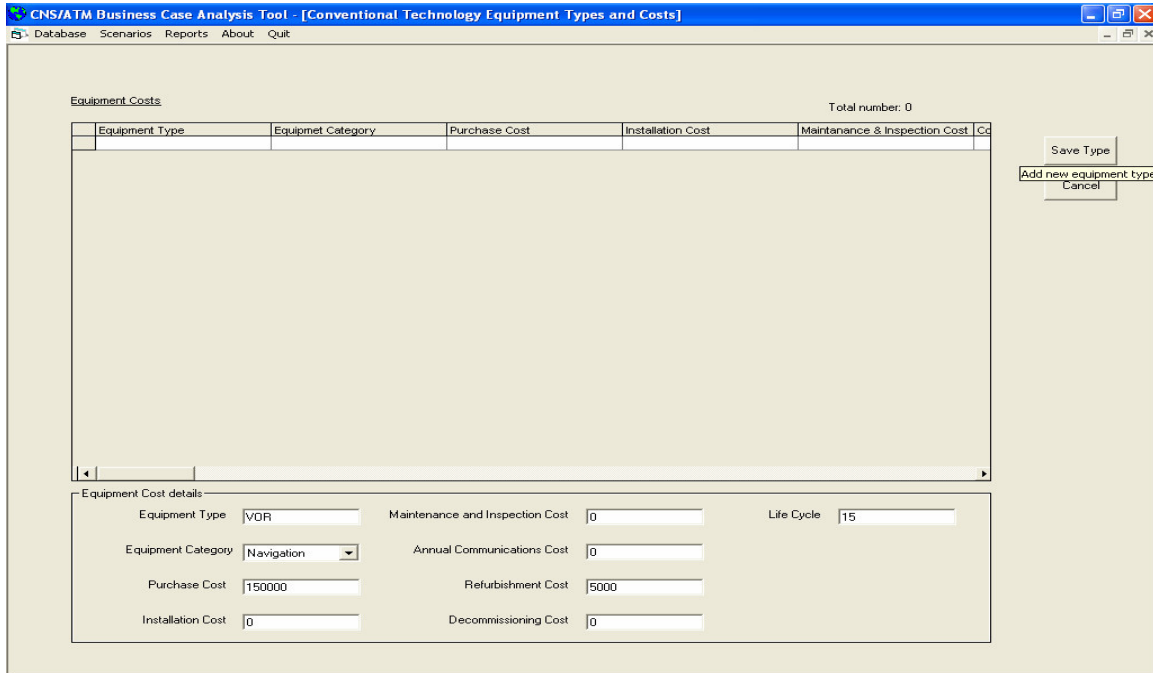 CNS/ATM Business Case Analysis Tool - [Conventional Technology Equipment Types and Costs]
Database Scenarios Reports About Quit
Equipment Costs
Total number: 0
Equipment Type Equipmet Category Purchase Cost Installation Cost Maintanance & Inspection Cost Co
Save Type
Add new equipment type
Cancel
Equipment Cost details
Equipment Type VOR Maintenance and Inspection Cost 0 Life Cycle 15
Equipment Category Navigation Annual Communications Cost 0
Purchase Cost 150000 Refurbishment Cost 5000
Installation Cost 0 Decommissioning Cost 0